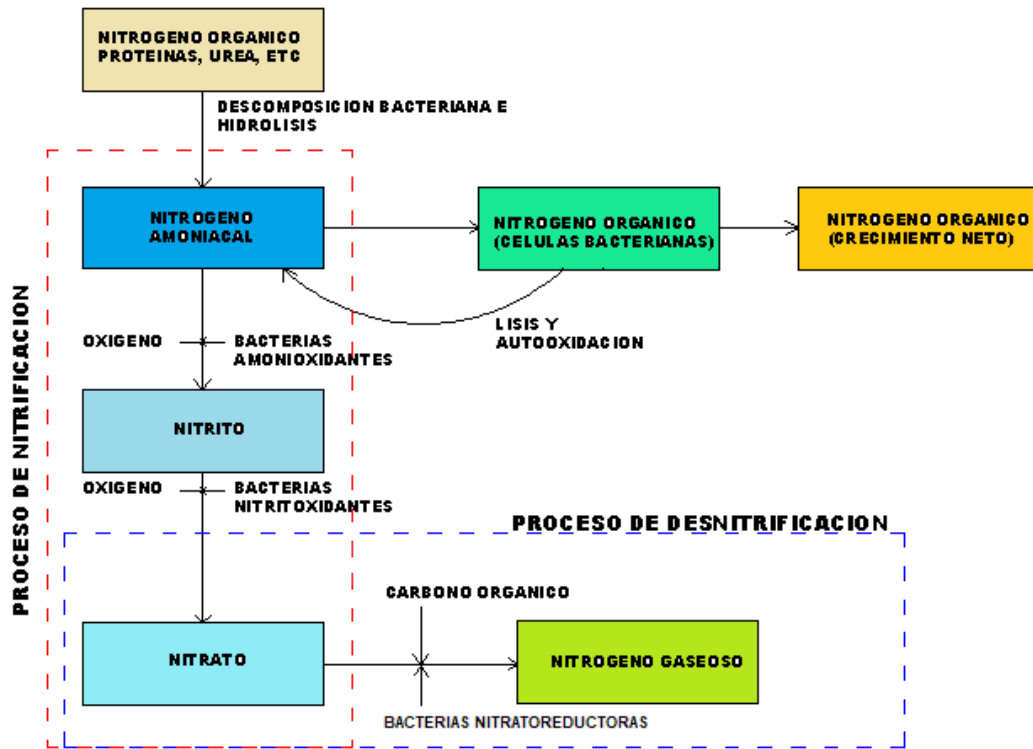 NITROGENO ORGANICO
PROTEINAS, UREA, ETC
DESCOMPOSICION BACTERIANA E
HIDROLISIS
NITROGENO
AMONIACAL
NITROGENO ORGANICO
(CELULAS BACTERIANAS)
NITROGENO ORGANICO
(CRECIMIENTO NETO)
LISIS Y
AUTOOXIDACION
OXIGENO
BACTERIAS
AMONIOXIDANTES
NITRITO
OXIGENO
BACTERIAS
NITRITOXIDANTES
PROCESO DE NITRIFICACION
PROCESO DE DESNITRIFICACION
CARBONO ORGANICO
NITRATO
NITROGENO GASEOSO
BACTERIAS NITRATOREDUCTORAS